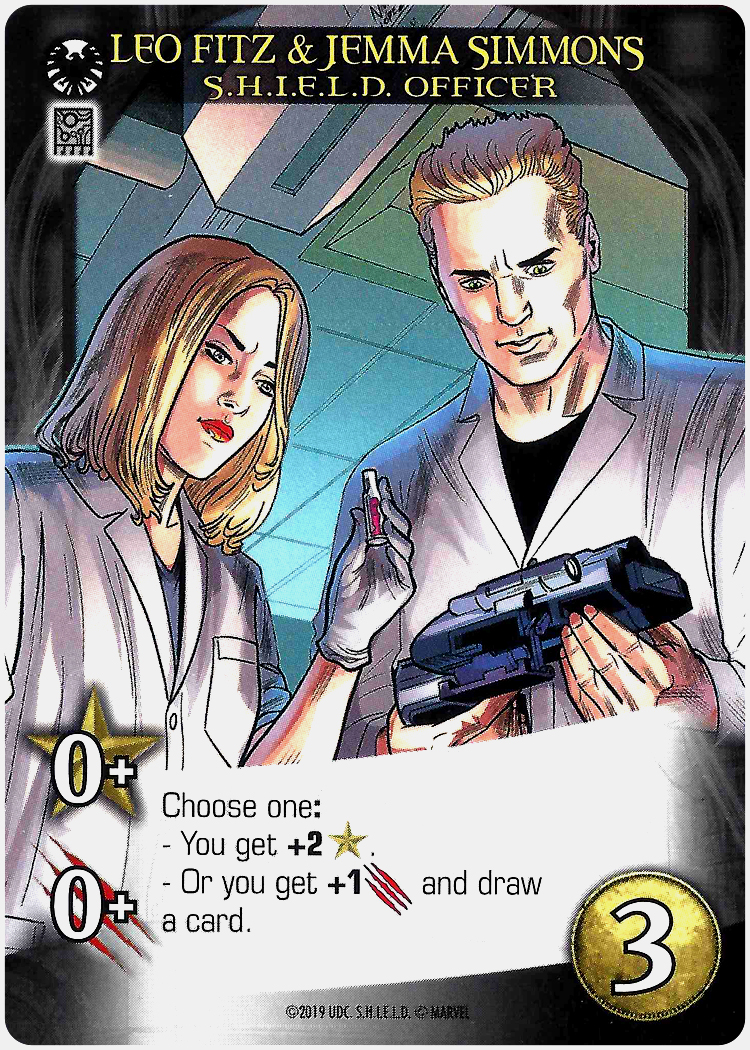 LEO FITZ & JEMMA SIMMONS
S.H.I.E.L.D. OFFICER
0+
Choose one:
- You get +2 .
- Or you get +1 and draw
a card.
0+
3
©2019 UDC. S.H.I.E.L.D. © MARVEL